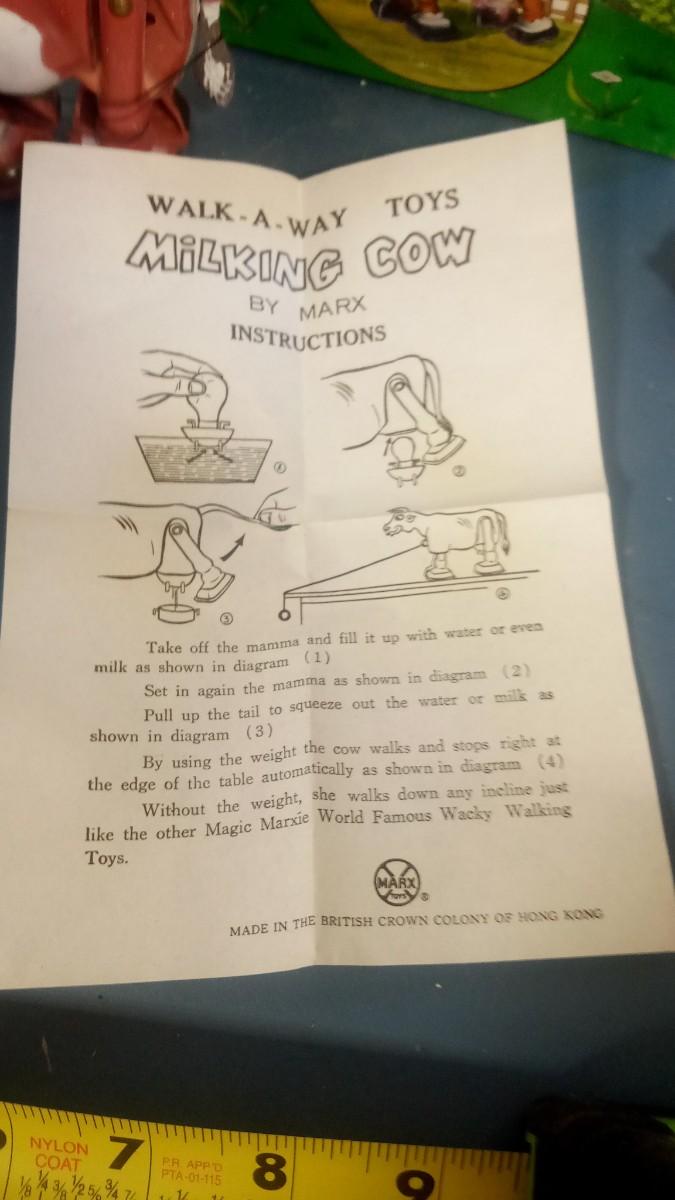 WALK-A-WAY TOYS
MiLKING COW
BY MARX
INSTRUCTIONS
1
2
3
4
Take off the mamma and fill it up with water or even
milk as shown in diagram (1)
Set in again the mamma as shown in diagram (2)
Pull up the tail to squeeze out the water or milk as
shown in diagram (3)
By using the weight the cow walks and stops right at
the edge of the table automatically as shown in diagram (4)
Without the weight, she walks down any incline just
like the other Magic Marxie World Famous Wacky Walking
Toys.
MARX
TOYS
®
MADE IN THE BRITISH CROWN COLONY OF HONG KONG
NYLON
COAT
7
P.R. APP'D
PTA-01-115
8
9